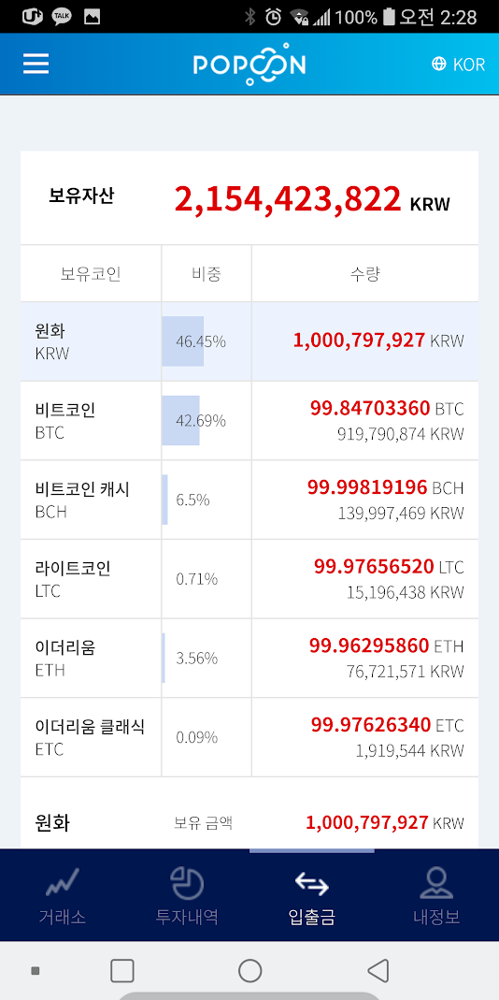 TALK 100% 오전 2:28
POPCON KOR
보유자산 2,154,423,822 KRW
보유코인 비중 수량
원화 46.45% 1,000,797,927 KRW
KRW
비트코인 42.69% 99.84703360 BTC
BTC 919,790,874 KRW
비트코인 캐시 6.5% 99.99819196 BCH
BCH 139,997,469 KRW
라이트코인 0.71% 99.97656520 LTC
LTC 15,196,438 KRW
이더리움 3.56% 99.96295860 ETH
ETH 76,721,571 KRW
이더리움 클래식 0.09% 99.97626340 ETC
ETC 1,919,544 KRW
원화 보유 금액 1,000,797,927 KRW
거래소 투자내역 입출금 내정보